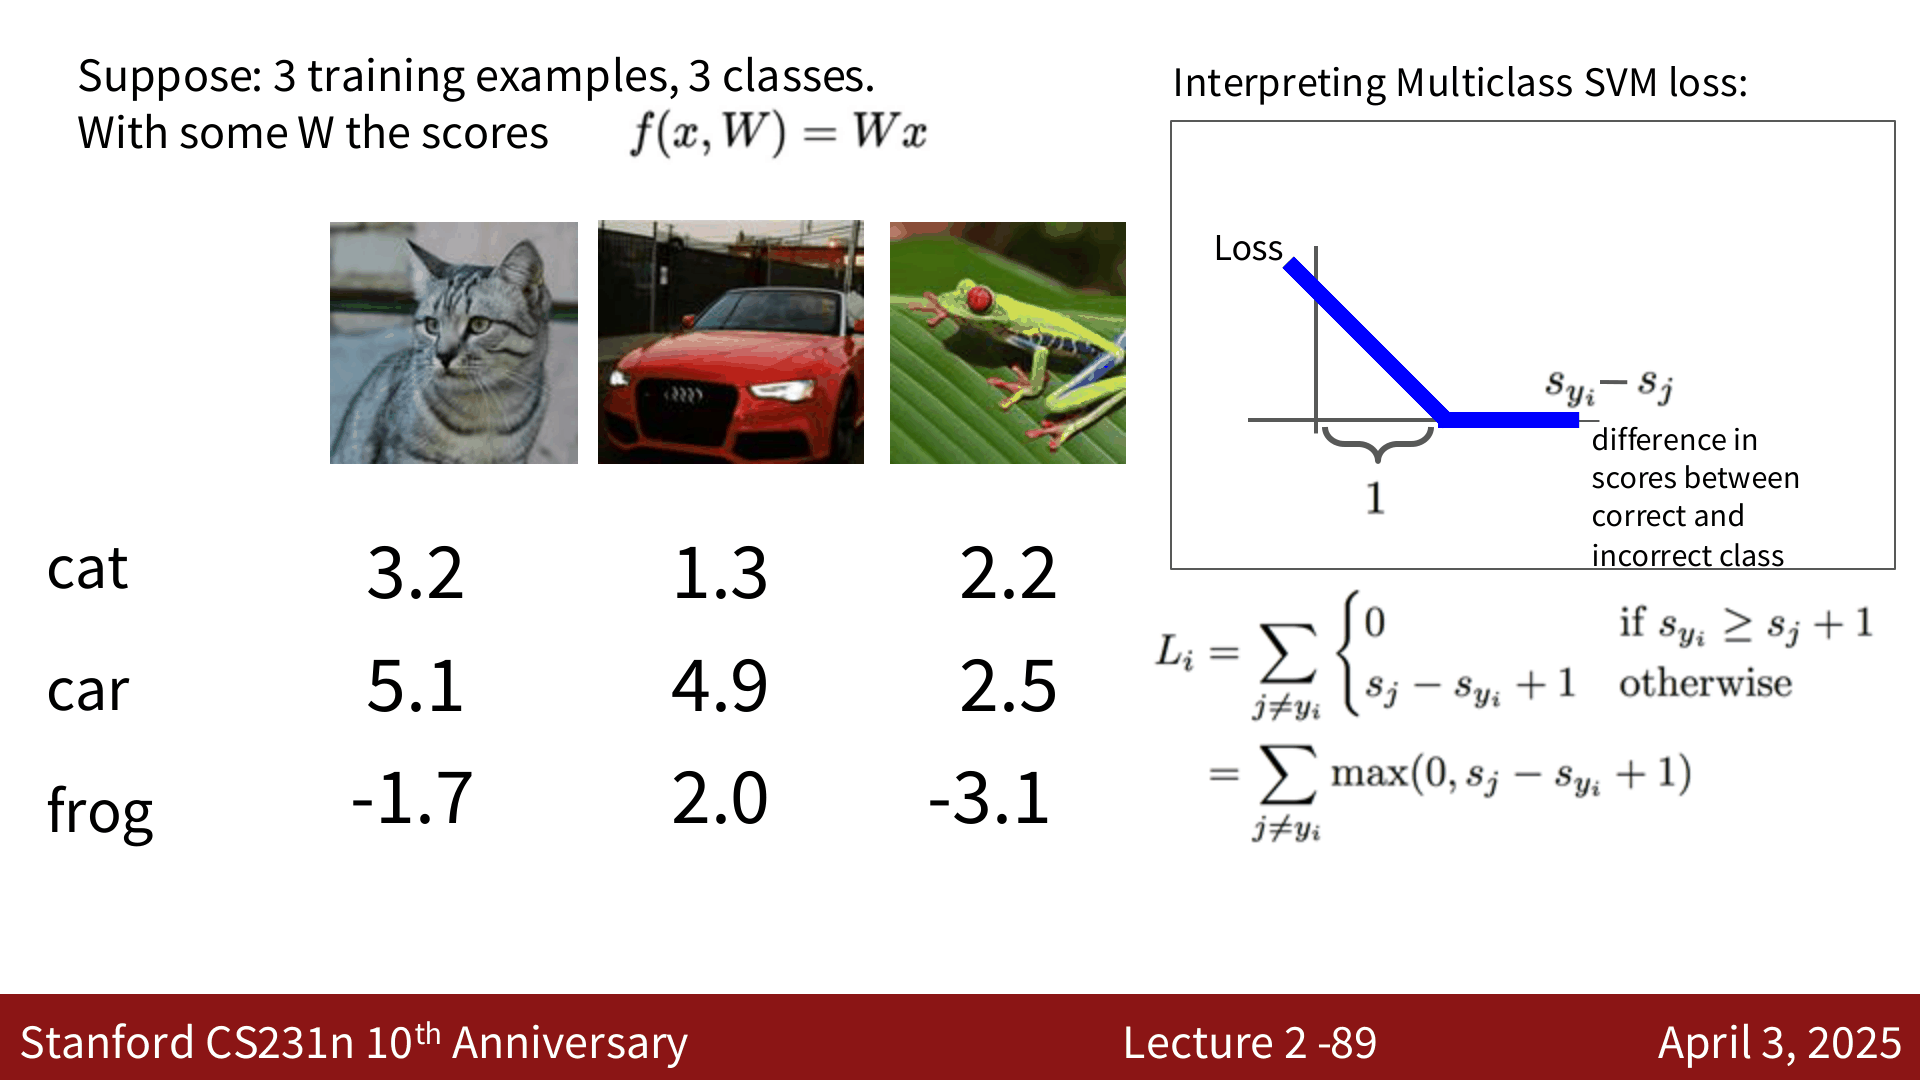 Suppose: 3 training examples, 3 classes.
With some W the scores f(x, W) = Wx
cat 3.2 1.3 2.2
car 5.1 4.9 2.5
frog -1.7 2.0 -3.1
Interpreting Multiclass SVM loss:
Loss
s_{y_i} − s_j
difference in
scores between
correct and
incorrect class
1
L_i = ∑_{j≠y_i} { 0 if s_{y_i} ≥ s_j + 1
s_j − s_{y_i} + 1 otherwise
= ∑_{j≠y_i} max(0, s_j − s_{y_i} + 1)
Stanford CS231n 10th Anniversary Lecture 2 -89 April 3, 2025